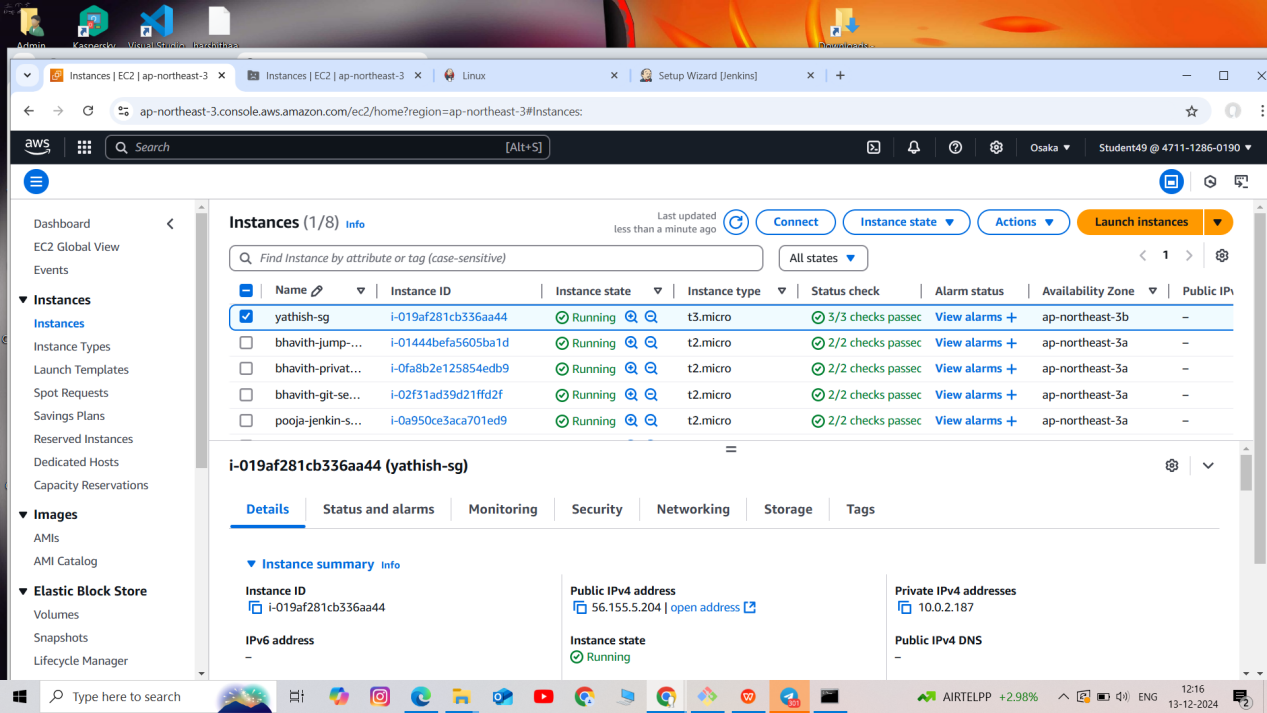 Admin
Kaspersky
Visual Studio
harshithaa
Downloads-
Instances | EC2 | ap-northeast-3
Instances | EC2 | ap-northeast-3
Linux
Setup Wizard [Jenkins]
ap-northeast-3.console.aws.amazon.com/ec2/home?region=ap-northeast-3#Instances:
aws
Search
[Alt+S]
Osaka
Student49 @ 4711-1286-0190
Dashboard
EC2 Global View
Events
Instances
Instances
Instance Types
Launch Templates
Spot Requests
Savings Plans
Reserved Instances
Dedicated Hosts
Capacity Reservations
Images
AMIs
AMI Catalog
Elastic Block Store
Volumes
Snapshots
Lifecycle Manager
Instances (1/8) Info
Last updated
less than a minute ago
Connect
Instance state
Actions
Launch instances
Find Instance by attribute or tag (case-sensitive)
All states
1
Name Instance ID Instance state Instance type Status check Alarm status Availability Zone Public IPv
yathish-sg i-019af281cb336aa44 Running t3.micro 3/3 checks passec View alarms + ap-northeast-3b –
bhavith-jump-... i-01444befa5605ba1d Running t2.micro 2/2 checks passec View alarms + ap-northeast-3a –
bhavith-privat... i-0fa8b2e125854edb9 Running t2.micro 2/2 checks passec View alarms + ap-northeast-3a –
bhavith-git-se... i-02f31ad39d21ffd2f Running t2.micro 2/2 checks passec View alarms + ap-northeast-3a –
pooja-jenkin-s... i-0a950ce3aca701ed9 Running t2.micro 2/2 checks passec View alarms + ap-northeast-3a –
i-019af281cb336aa44 (yathish-sg)
Details
Status and alarms
Monitoring
Security
Networking
Storage
Tags
Instance summary Info
Instance ID
i-019af281cb336aa44
Public IPv4 address
56.155.5.204 | open address
Private IPv4 addresses
10.0.2.187
IPv6 address
–
Instance state
Running
Public IPv4 DNS
–
Type here to search
301
AIRTELPP +2.98%
ENG
12:16
13-12-2024
2